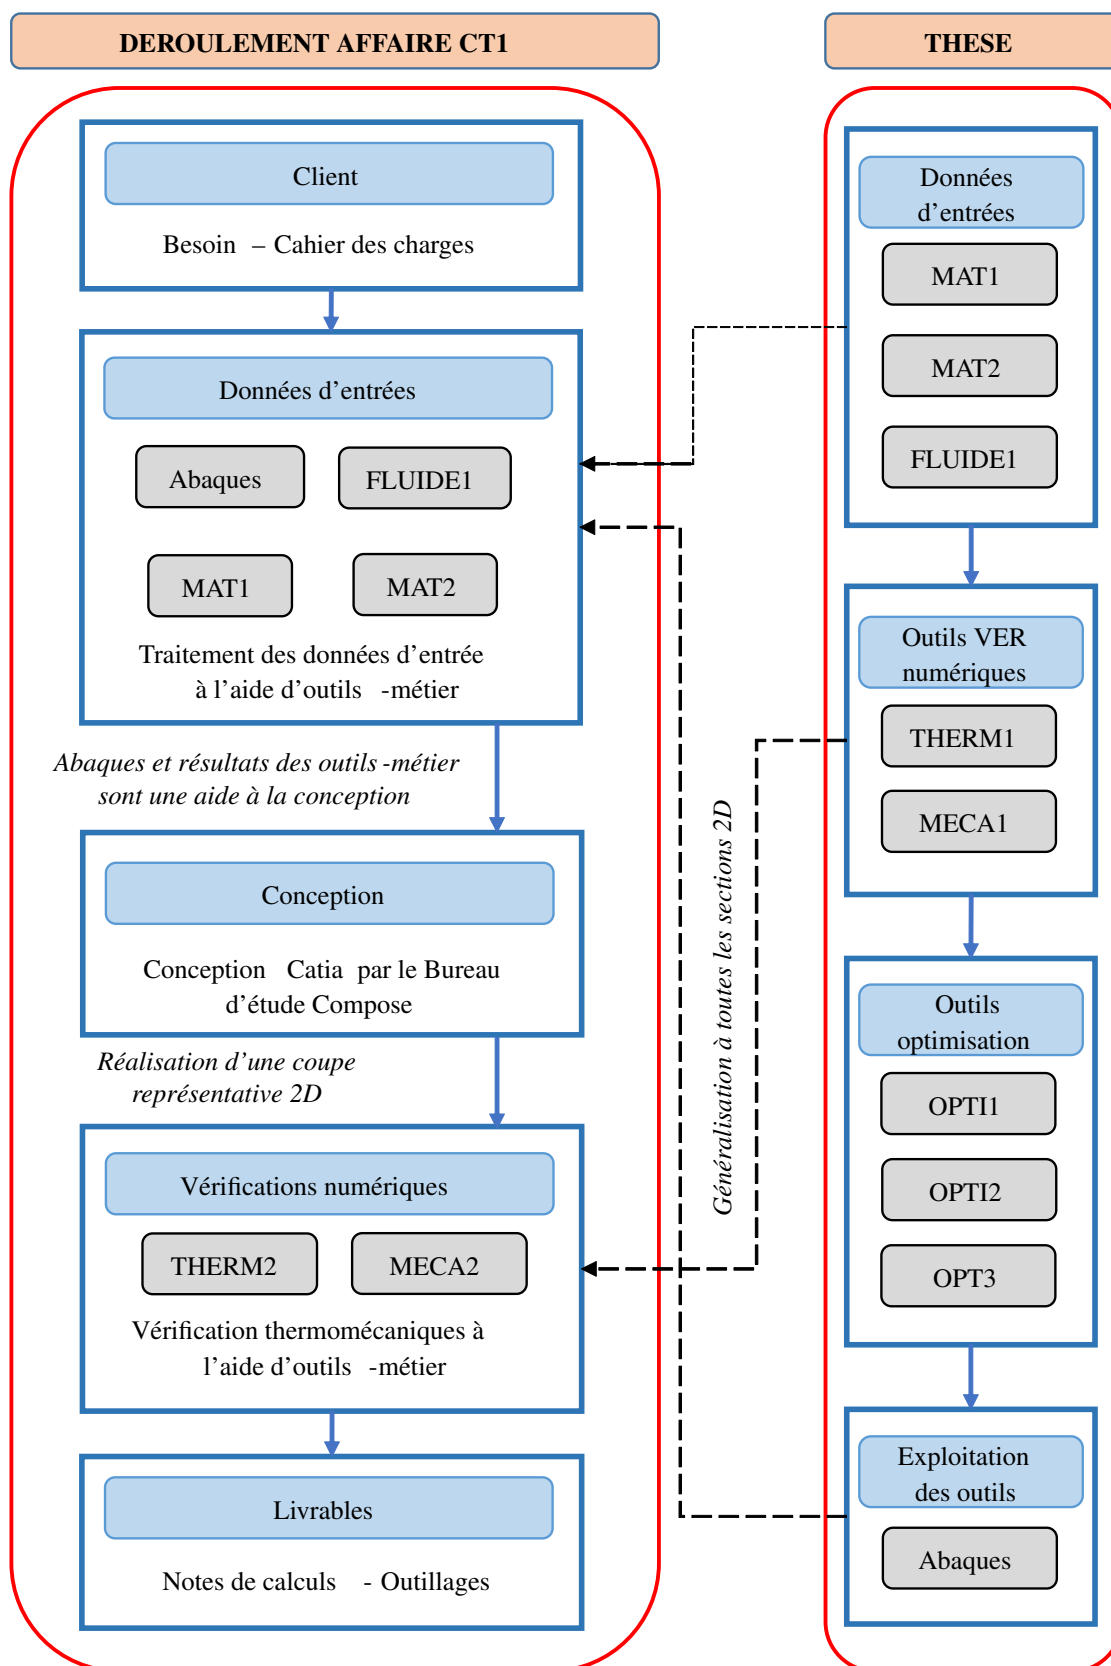 DEROULEMENT AFFAIRE CT1
Client
Besoin – Cahier des charges
Données d’entrées
Abaques
FLUIDE1
MAT1
MAT2
Traitement des données d’entrée
à l’aide d’outils -métier
Abaques et résultats des outils -métier
sont une aide à la conception
Conception
Conception Catia par le Bureau
d’étude Compose
Réalisation d’une coupe
représentative 2D
Vérifications numériques
THERM2
MECA2
Vérification thermomécaniques à
l’aide d’outils -métier
Livrables
Notes de calculs - Outillages
Généralisation à toutes les sections 2D
THESE
Données
d’entrées
MAT1
MAT2
FLUIDE1
Outils VER
numériques
THERM1
MECA1
Outils
optimisation
OPTI1
OPTI2
OPT3
Exploitation
des outils
Abaques